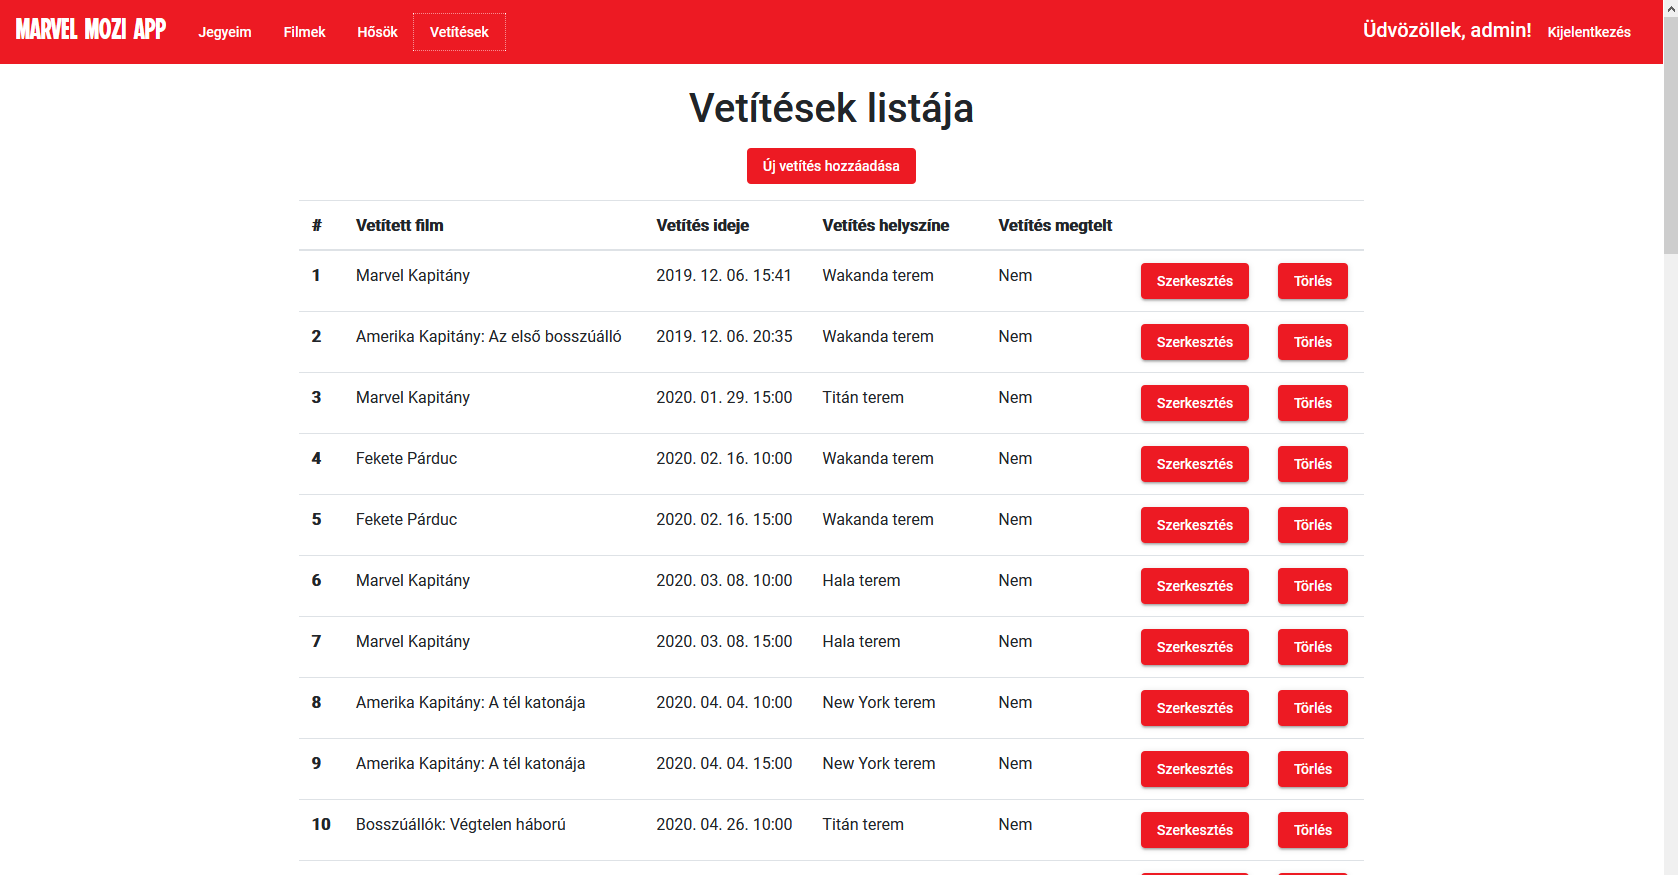 MARVEL MOZI APP Jegyeim Filmek Hősök Vetítések Üdvözöllek, admin! Kijelentkezés
Vetítések listája
Új vetítés hozzáadása
# Vetített film Vetítés ideje Vetítés helyszíne Vetítés megtelt
1 Marvel Kapitány 2019. 12. 06. 15:41 Wakanda terem Nem Szerkesztés Törlés
2 Amerika Kapitány: Az első bosszúálló 2019. 12. 06. 20:35 Wakanda terem Nem Szerkesztés Törlés
3 Marvel Kapitány 2020. 01. 29. 15:00 Titán terem Nem Szerkesztés Törlés
4 Fekete Párduc 2020. 02. 16. 10:00 Wakanda terem Nem Szerkesztés Törlés
5 Fekete Párduc 2020. 02. 16. 15:00 Wakanda terem Nem Szerkesztés Törlés
6 Marvel Kapitány 2020. 03. 08. 10:00 Hala terem Nem Szerkesztés Törlés
7 Marvel Kapitány 2020. 03. 08. 15:00 Hala terem Nem Szerkesztés Törlés
8 Amerika Kapitány: A tél katonája 2020. 04. 04. 10:00 New York terem Nem Szerkesztés Törlés
9 Amerika Kapitány: A tél katonája 2020. 04. 04. 15:00 New York terem Nem Szerkesztés Törlés
10 Bosszúállók: Végtelen háború 2020. 04. 26. 10:00 Titán terem Nem Szerkesztés Törlés